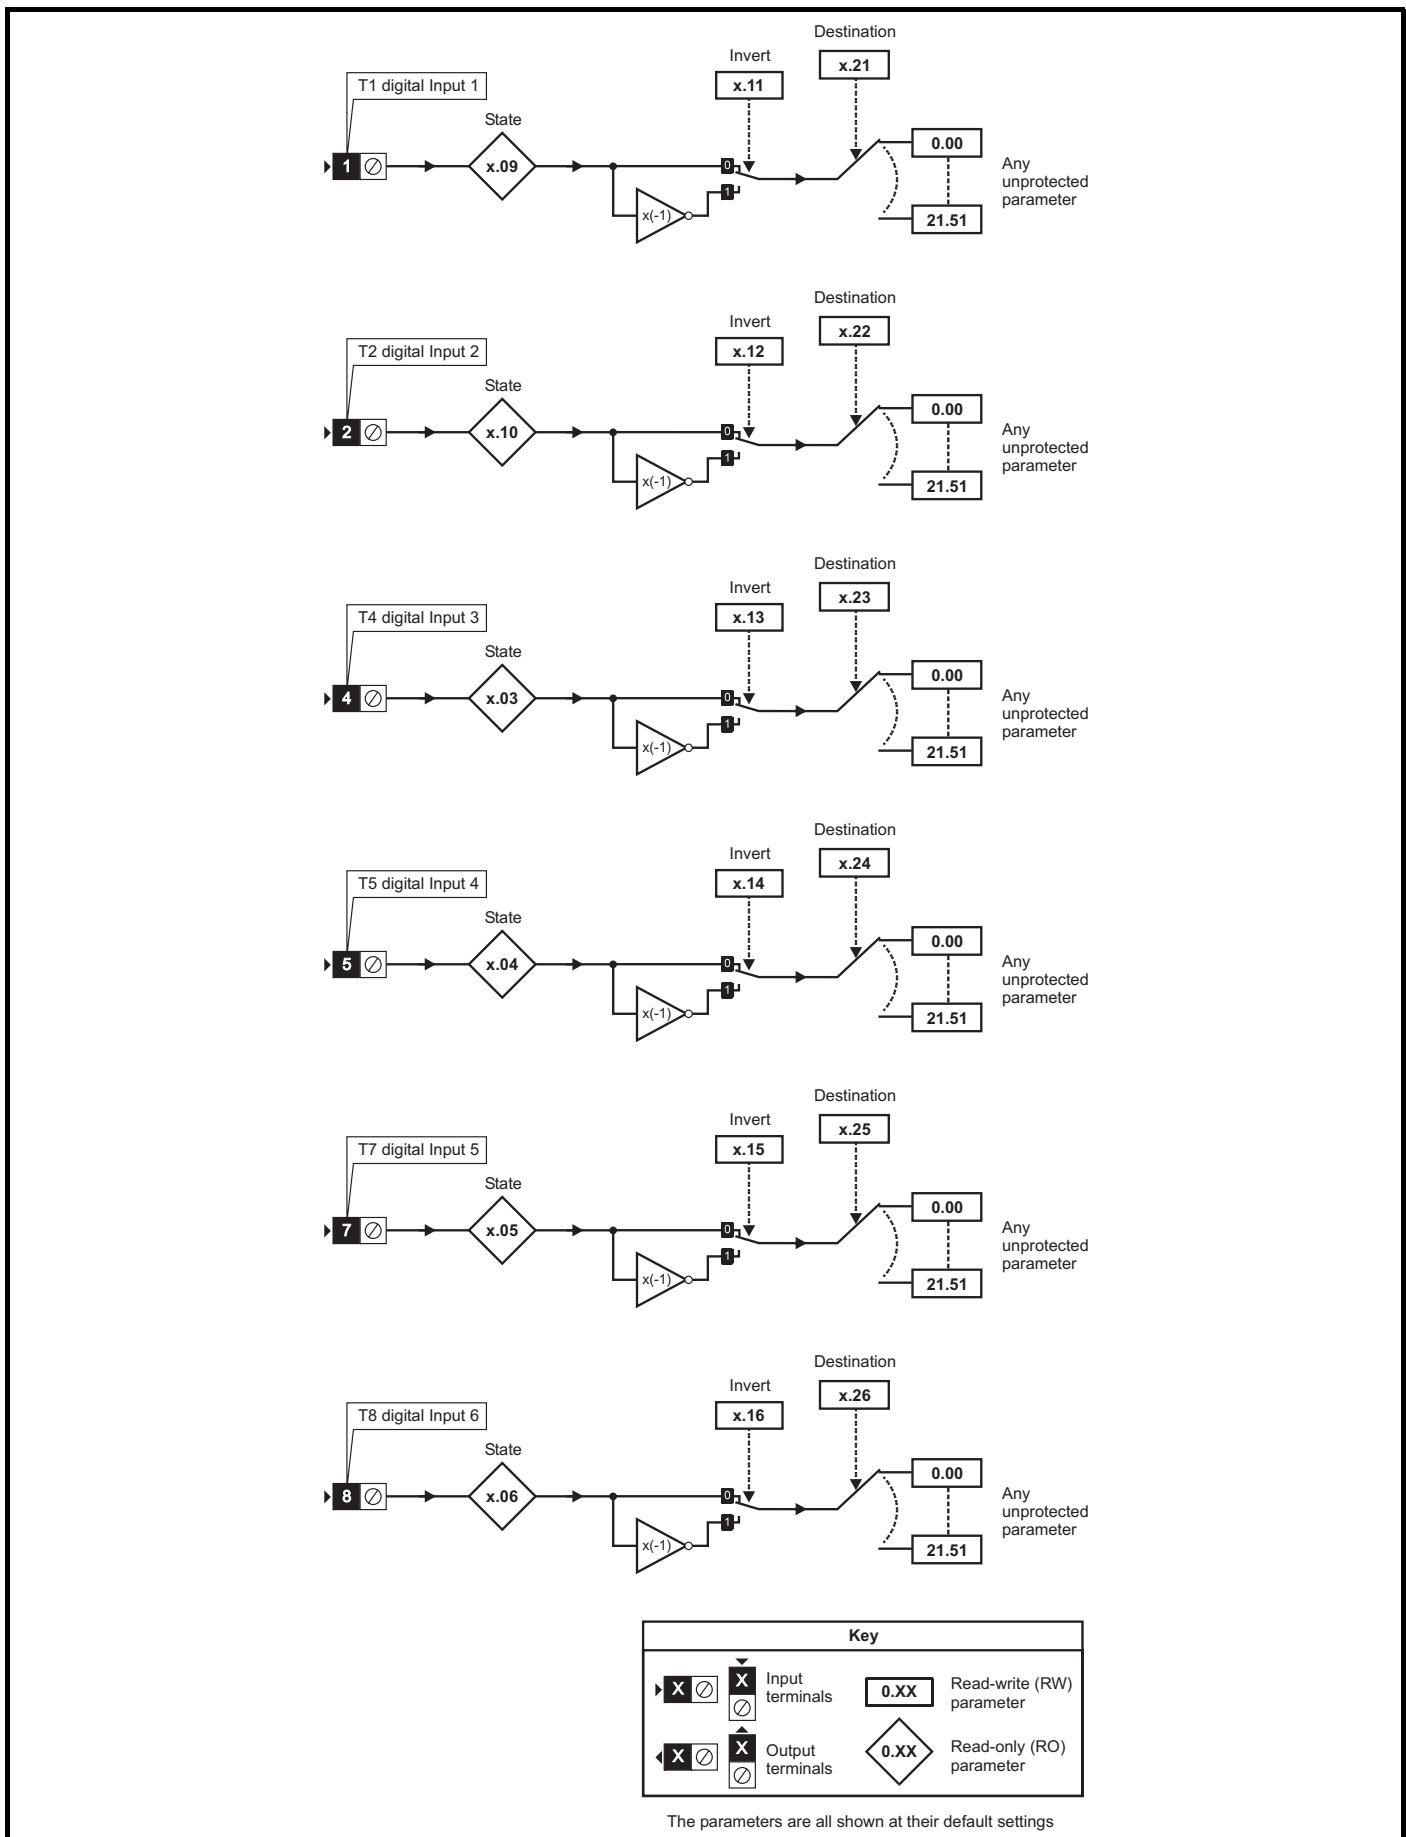 Destination
Invert
x.21
T1 digital Input 1
x.11
State
0.00
1
x.09
0
Any
unprotected
parameter
1
x(-1)
21.51
Destination
Invert
x.22
T2 digital Input 2
x.12
State
0.00
2
x.10
0
Any
unprotected
parameter
1
x(-1)
21.51
Destination
Invert
x.23
T4 digital Input 3
x.13
State
0.00
4
x.03
0
Any
unprotected
parameter
1
x(-1)
21.51
Destination
Invert
x.24
T5 digital Input 4
x.14
State
0.00
5
x.04
0
Any
unprotected
parameter
1
x(-1)
21.51
Destination
Invert
x.25
T7 digital Input 5
x.15
State
0.00
7
x.05
0
Any
unprotected
parameter
1
x(-1)
21.51
Destination
Invert
x.26
T8 digital Input 6
x.16
State
0.00
8
x.06
0
Any
unprotected
parameter
1
x(-1)
21.51
Key
X
X
Input
terminals
0.XX
Read-write (RW)
parameter
X
X
Output
terminals
0.XX
Read-only (RO)
parameter
The parameters are all shown at their default settings